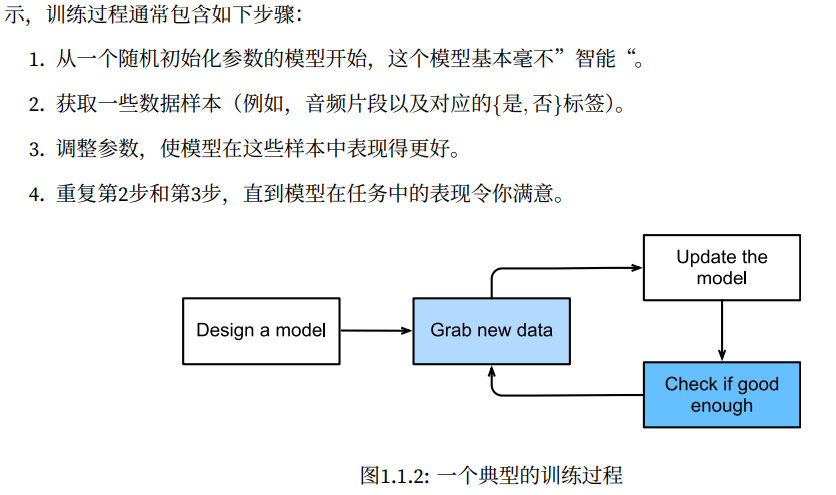 示，训练过程通常包含如下步骤：
1. 从一个随机初始化参数的模型开始，这个模型基本毫不”智能“。
2. 获取一些数据样本（例如，音频片段以及对应的{是, 否}标签）。
3. 调整参数，使模型在这些样本中表现得更好。
4. 重复第2步和第3步，直到模型在任务中的表现令你满意。
Design a model
Grab new data
Update the
model
Check if good
enough
图1.1.2: 一个典型的训练过程